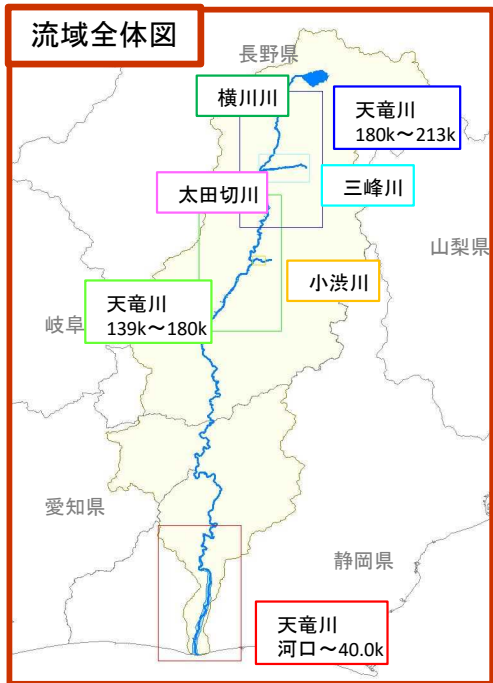 流域全体図
長野県
横川川
天竜川
180k～213k
太田切川
三峰川
山梨県
小渋川
天竜川
139k～180k
岐阜
愛知県
静岡県
天竜川
河口～40.0k